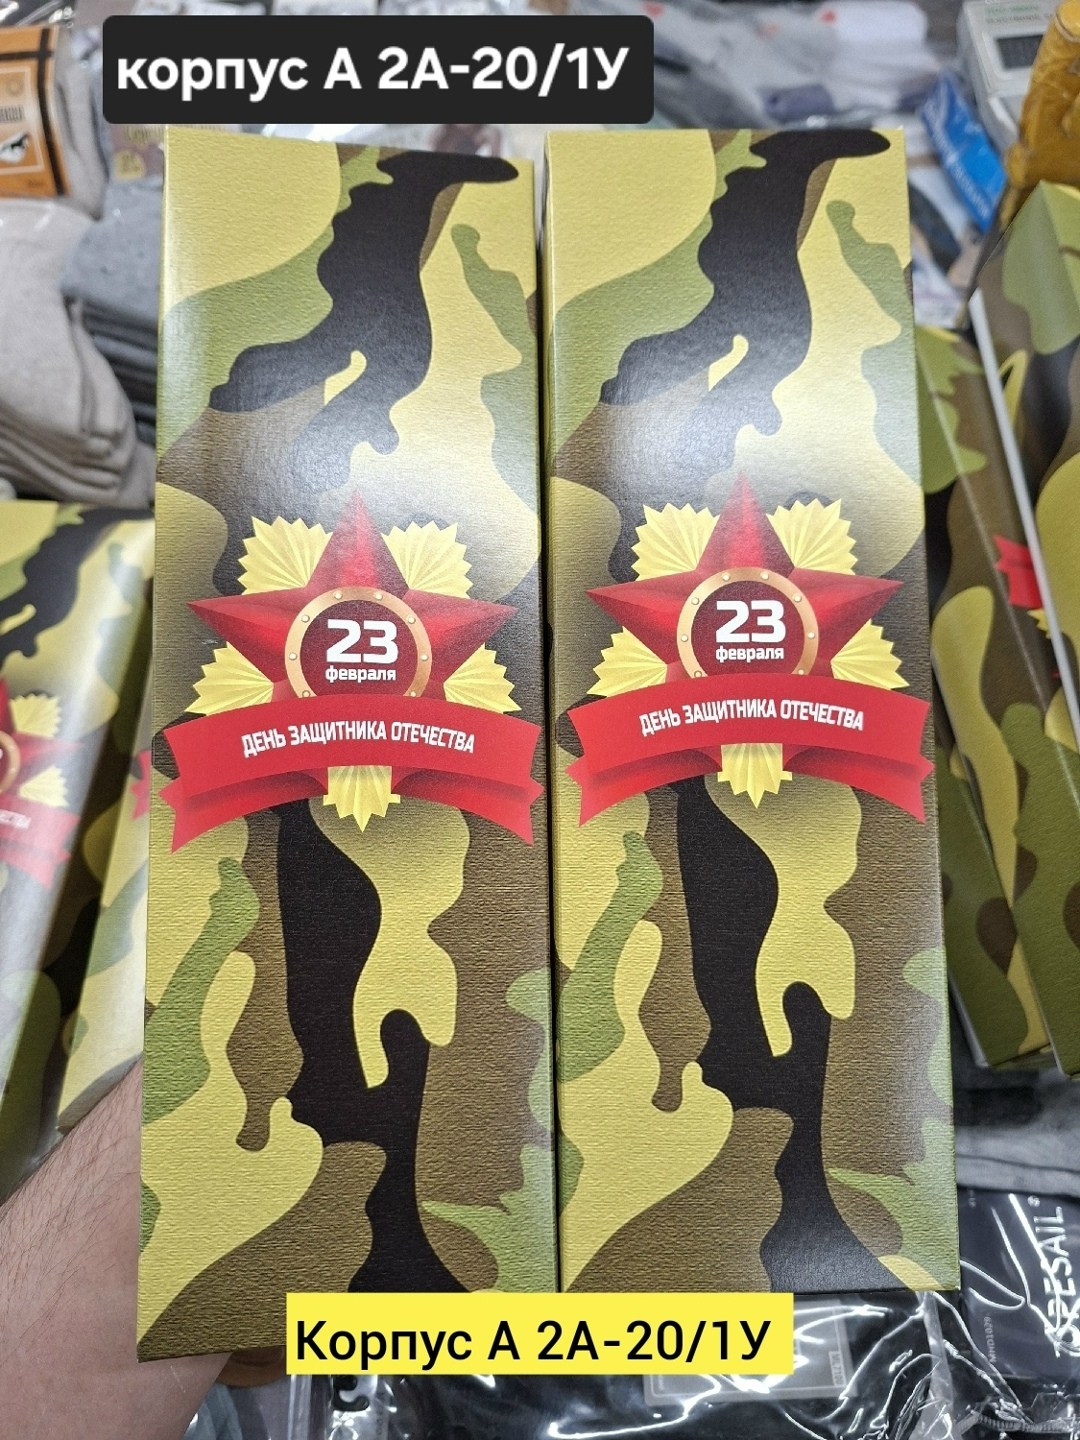 корпус А 2А-20/1У
23
февраля
ДЕНЬ ЗАЩИТНИКА ОТЕЧЕСТВА
23
февраля
ДЕНЬ ЗАЩИТНИКА ОТЕЧЕСТВА
Корпус А 2А-20/1У